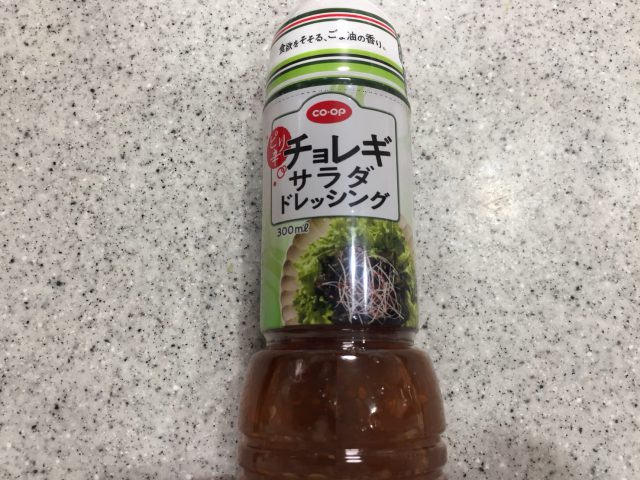 食欲をそそる、ごま油の香り。
CO・OP
ピリ辛
チョレギ
サラダ
ドレッシング
300mℓ